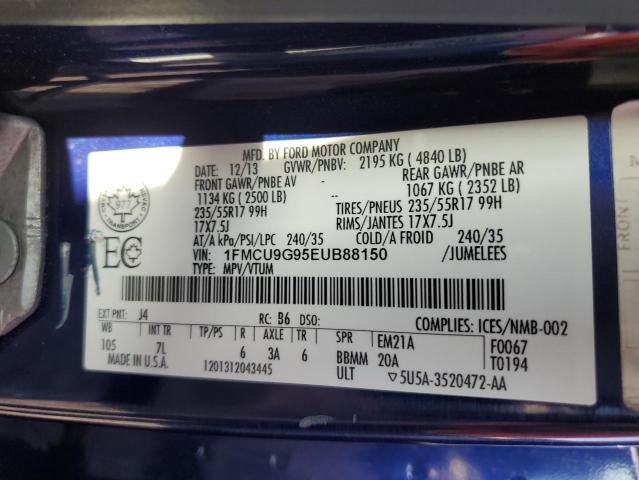 MFD. BY FORD MOTOR COMPANY
DATE: 12/13 GVWR/PNBV: 2195 KG ( 4840 LB)
FRONT GAWR/PNBE AV REAR GAWR/PNBE AR
1134 KG ( 2500 LB) 1067 KG ( 2352 LB)
235/55R17 99H TIRES/PNEUS 235/55R17 99H
17X7.5J RIMS/JANTES 17X7.5J
AT/A kPa/PSI/LPC 240/35 COLD/A FROID 240/35
VIN: 1FMCU9G95EUB88150 /JUMELEES
TYPE: MPV/VTUM
EC
EXT PNT: J4 RC: B6 DSO: COMPLIES: ICES/NMB-002
WB INT TR TP/PS R AXLE TR SPR EM21A F0067
105 7L 6 3A 6 BBMM 20A T0194
MADE IN U.S.A. 1201312043445 ULT ▽5U5A-3520472-AA